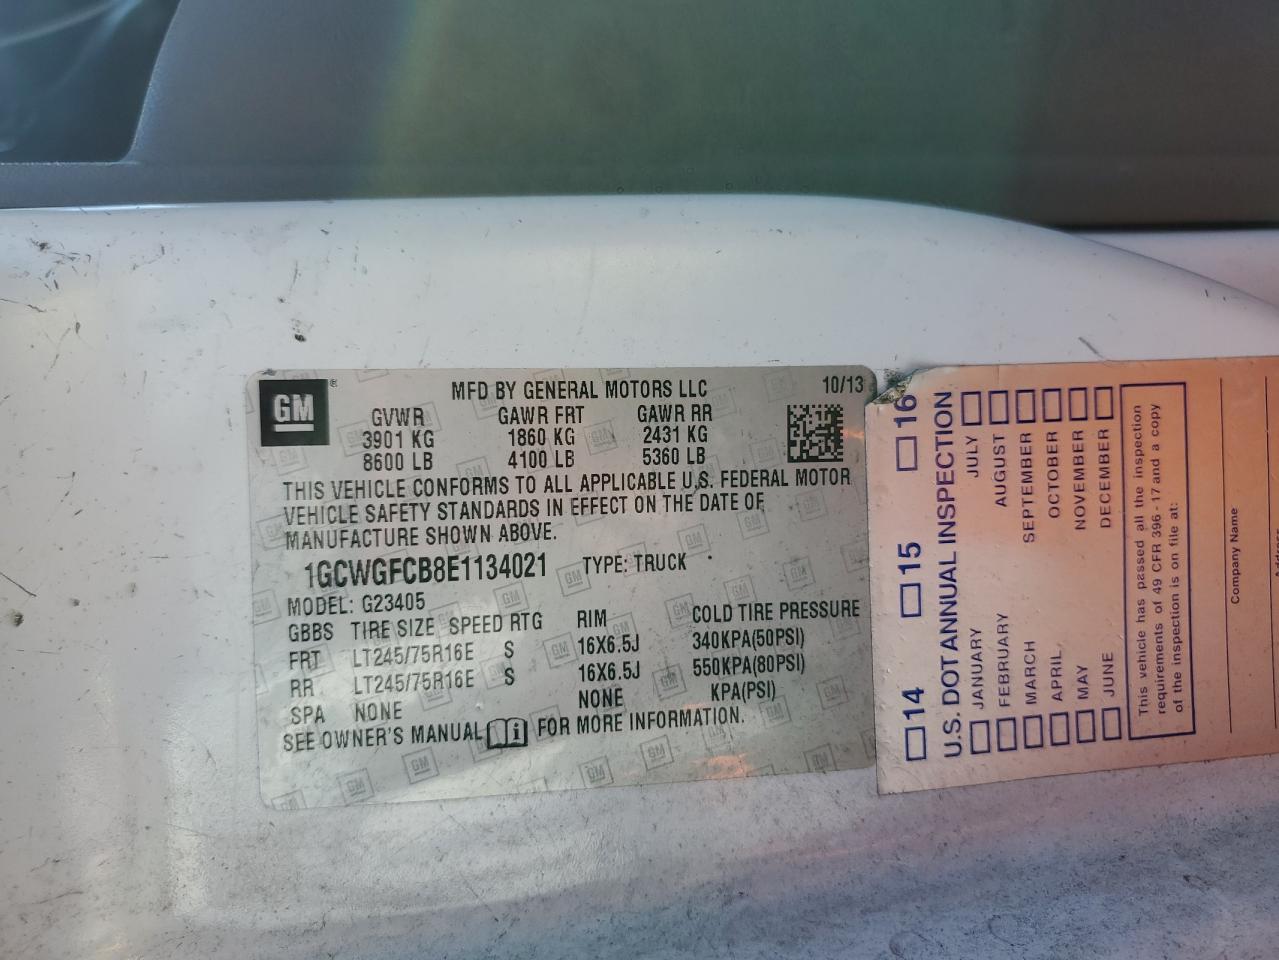 GM
MFD BY GENERAL MOTORS LLC 10/13
GVWR GAWR FRT GAWR RR
3901 KG 1860 KG 2431 KG
8600 LB 4100 LB 5360 LB
THIS VEHICLE CONFORMS TO ALL APPLICABLE U.S. FEDERAL MOTOR
VEHICLE SAFETY STANDARDS IN EFFECT ON THE DATE OF
MANUFACTURE SHOWN ABOVE.
1GCWGFCB8E1134021 TYPE: TRUCK
MODEL: G23405
GBBS TIRE SIZE SPEED RTG RIM COLD TIRE PRESSURE
FRT LT245/75R16E S 16X6.5J 340KPA(50PSI)
RR LT245/75R16E S 16X6.5J 550KPA(80PSI)
SPA NONE NONE KPA(PSI)
SEE OWNER'S MANUAL FOR MORE INFORMATION.
14 15 16
U.S. DOT ANNUAL INSPECTION
JANUARY JULY
FEBRUARY AUGUST
MARCH SEPTEMBER
APRIL OCTOBER
MAY NOVEMBER
JUNE DECEMBER
This vehicle has passed all the inspection
requirements of 49 CFR 396-17 and a copy
of the inspection is on file at:
Company Name